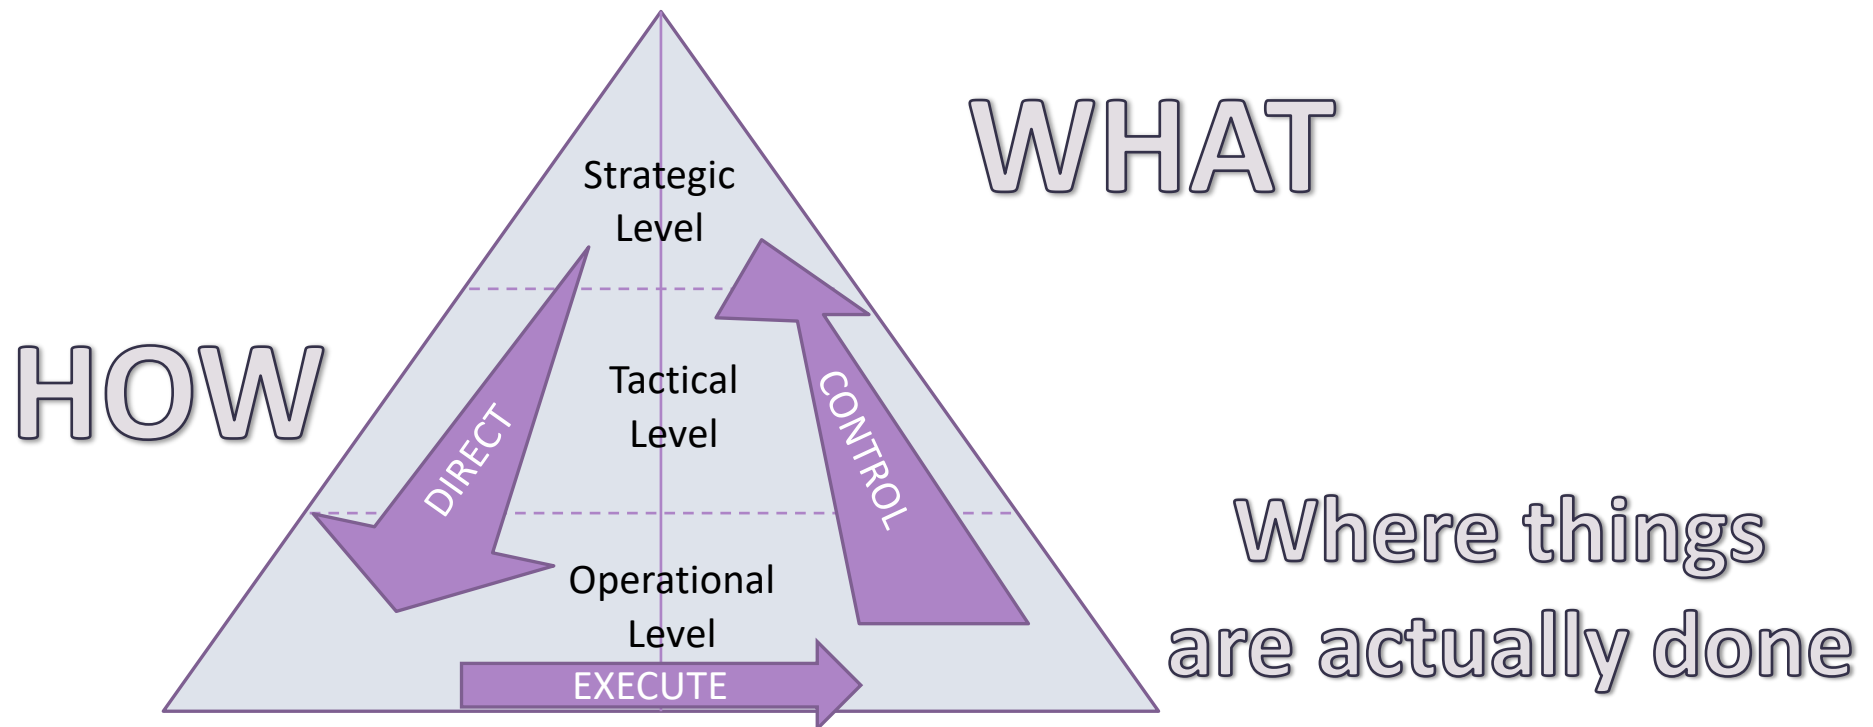 WHAT
Strategic
Level
HOW
Tactical
Level
DIRECT
CONTROL
Where things
are actually done
Operational
Level
EXECUTE